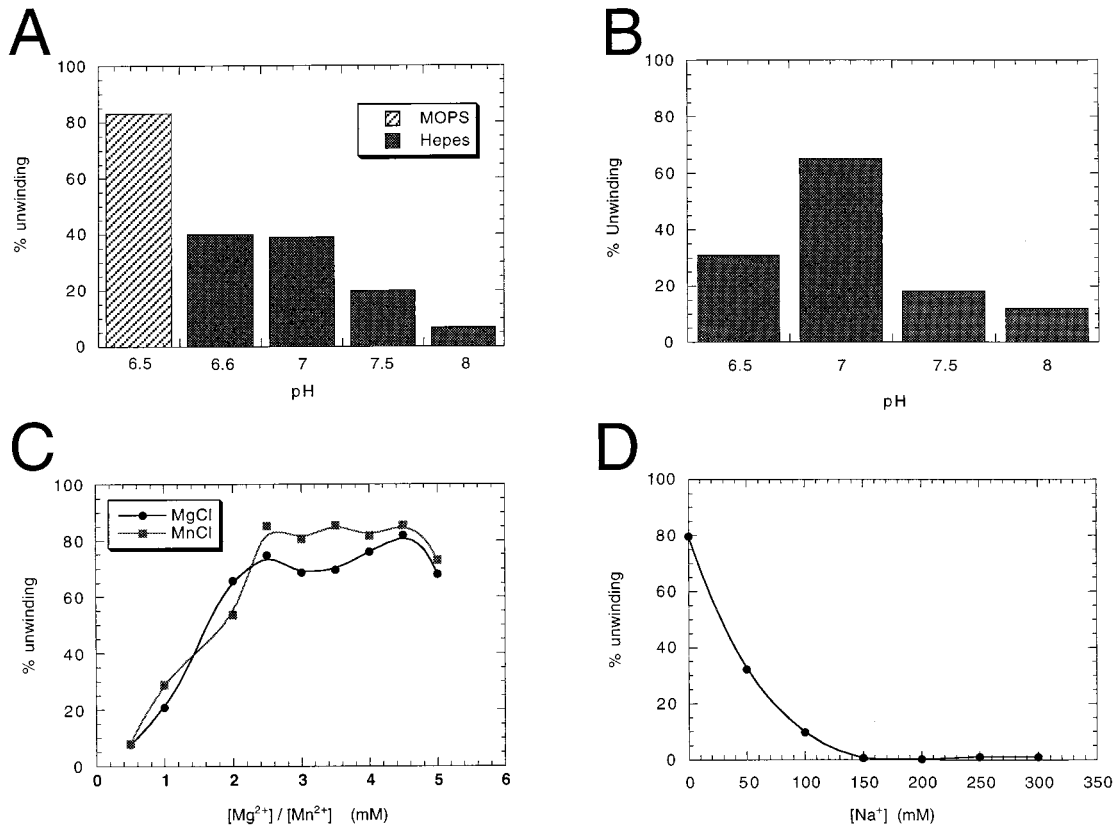 A
100
80
60
40
20
0
% unwinding
MOPS
Hepes
6.5 6.6 7 7.5 8
pH
B
100
80
60
40
20
0
% Unwinding
6.5 7 7.5 8
pH
C
100
80
60
40
20
0
% unwinding
MgCl
MnCl
0 1 2 3 4 5 6
[Mg²⁺] / [Mn²⁺] (mM)
D
100
80
60
40
20
0
% unwinding
0 50 100 150 200 250 300 350
[Na⁺] (mM)